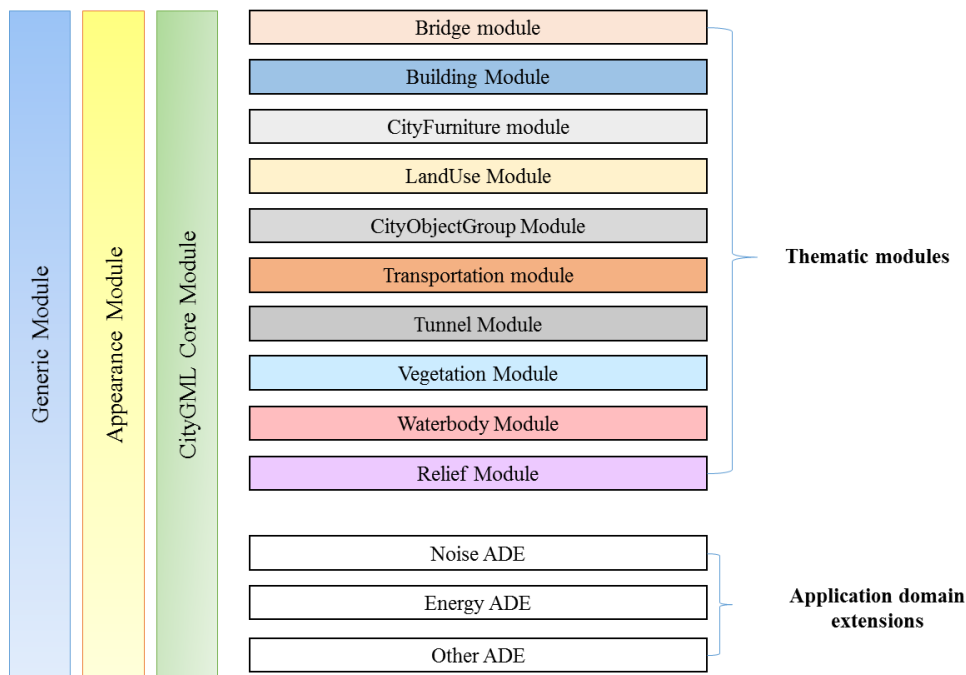 Generic Module
Appearance Module
CityGML Core Module
Bridge module
Building Module
CityFurniture module
LandUse Module
CityObjectGroup Module
Transportation module
Tunnel Module
Vegetation Module
Waterbody Module
Relief Module
Thematic modules
Noise ADE
Energy ADE
Other ADE
Application domain
extensions